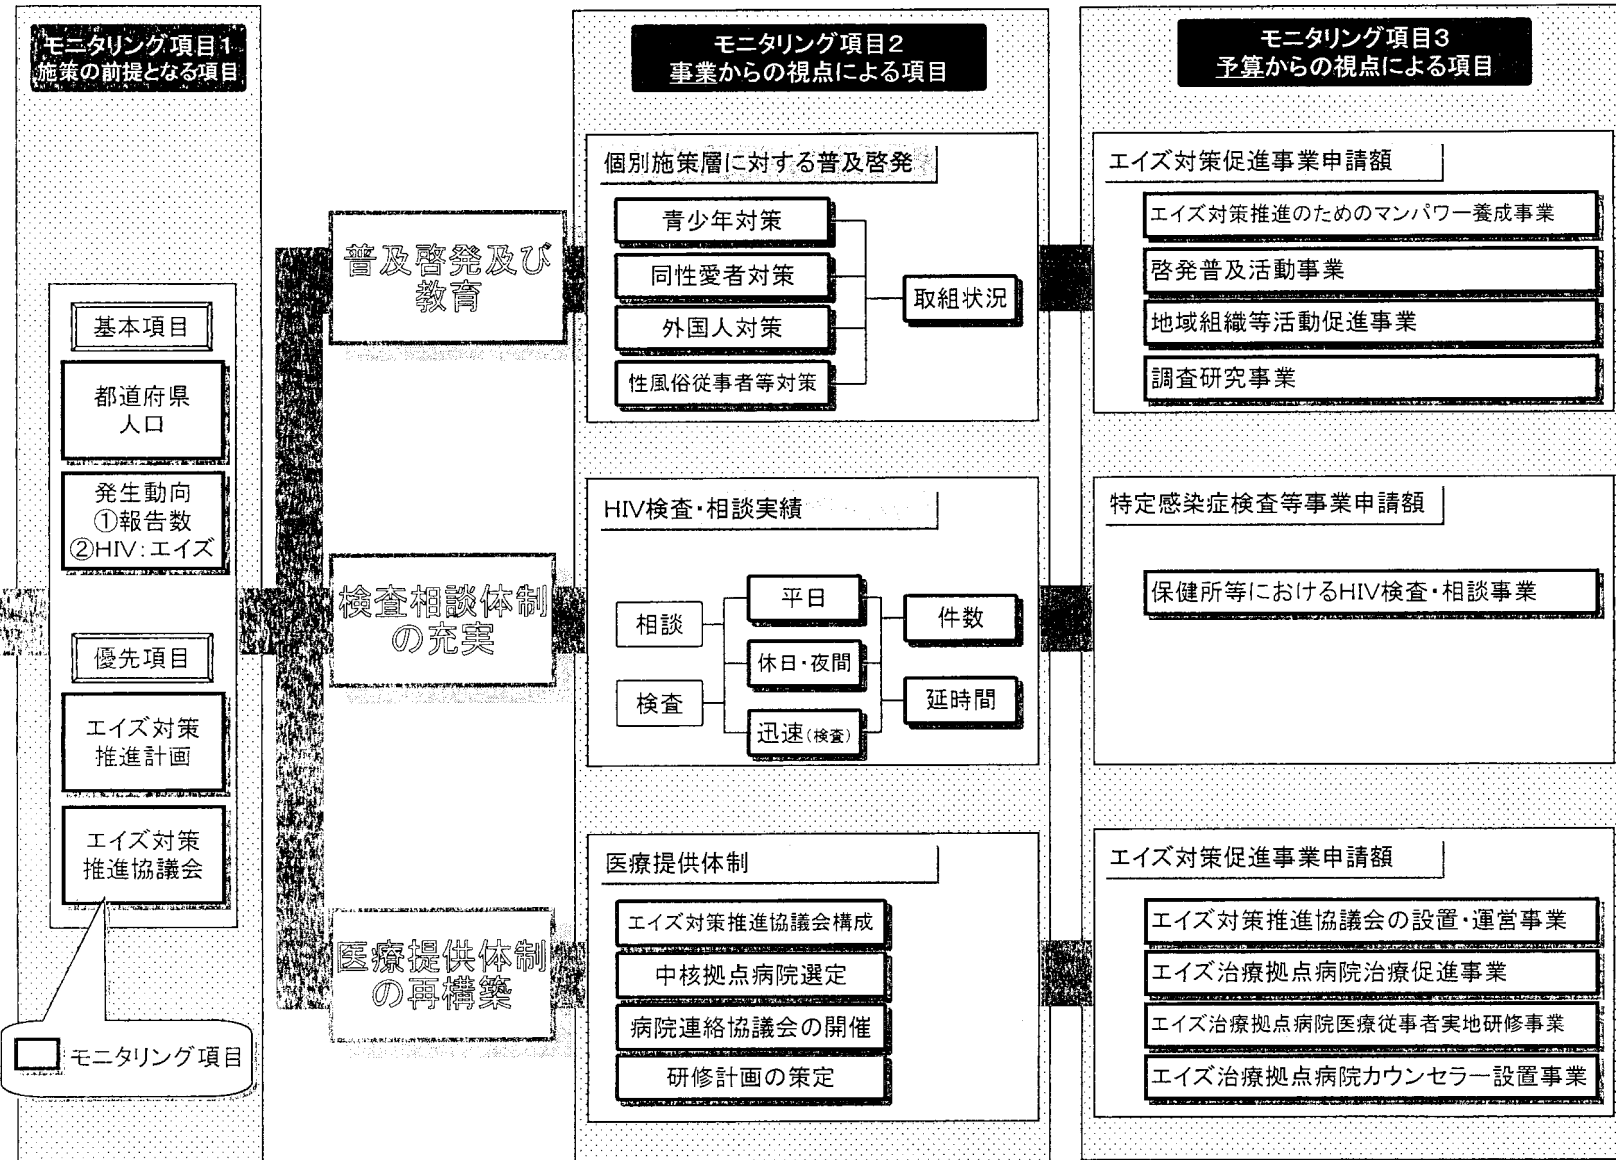 モニタリング項目1
施策の前提となる項目
基本項目
都道府県
人口
発生動向
①報告数
②HIV:エイズ
優先項目
エイズ対策
推進計画
エイズ対策
推進協議会
モニタリング項目
普及啓発及び
教育
検査相談体制
の充実
医療提供体制
の再構築
モニタリング項目2
事業からの視点による項目
個別施策層に対する普及啓発
青少年対策
同性愛者対策
外国人対策
性風俗従事者等対策
取組状況
HIV検査・相談実績
相談
検査
平日
休日・夜間
迅速(検査)
件数
延時間
医療提供体制
エイズ対策推進協議会構成
中核拠点病院選定
病院連絡協議会の開催
研修計画の策定
モニタリング項目3
予算からの視点による項目
エイズ対策促進事業申請額
エイズ対策推進のためのマンパワー養成事業
啓発普及活動事業
地域組織等活動促進事業
調査研究事業
特定感染症検査等事業申請額
保健所等におけるHIV検査・相談事業
エイズ対策促進事業申請額
エイズ対策推進協議会の設置・運営事業
エイズ治療拠点病院治療促進事業
エイズ治療拠点病院医療従事者実地研修事業
エイズ治療拠点病院カウンセラー設置事業